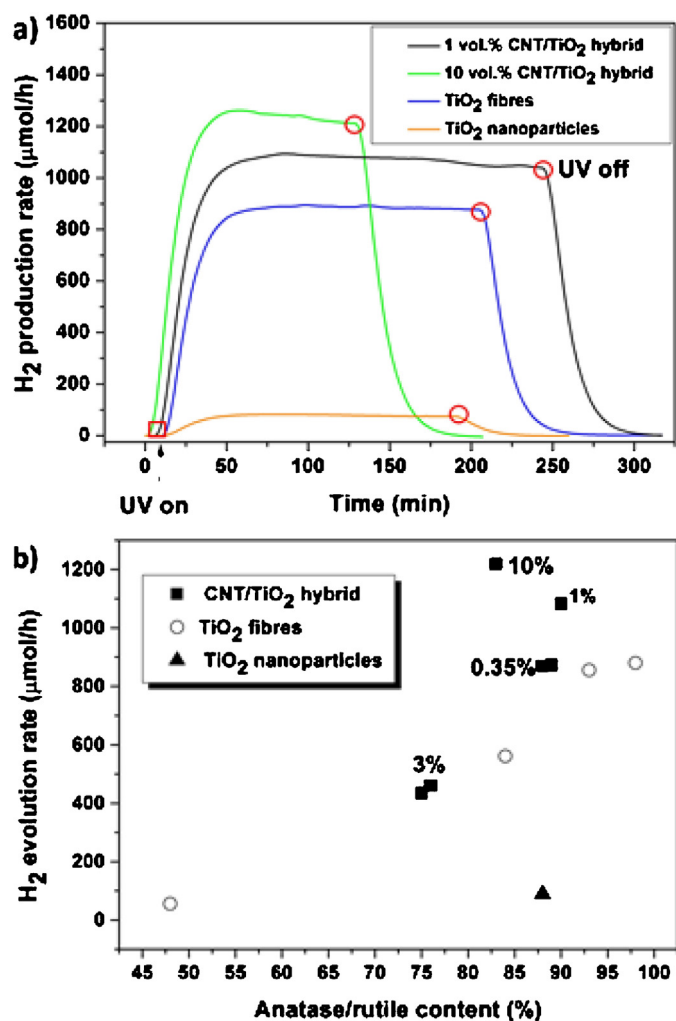 a)
1600
1400
1200
1000
800
600
400
200
0
H2 production rate (μmol/h)
1 vol.% CNT/TiO2 hybrid
10 vol.% CNT/TiO2 hybrid
TiO2 fibres
TiO2 nanoparticles
UV off
0 50 100 150 200 250 300
UV on
Time (min)
b)
1200
1000
800
600
400
200
0
H2 evolution rate (μmol/h)
CNT/TiO2 hybrid
TiO2 fibres
TiO2 nanoparticles
10%
1%
0.35%
3%
45 50 55 60 65 70 75 80 85 90 95 100
Anatase/rutile content (%)